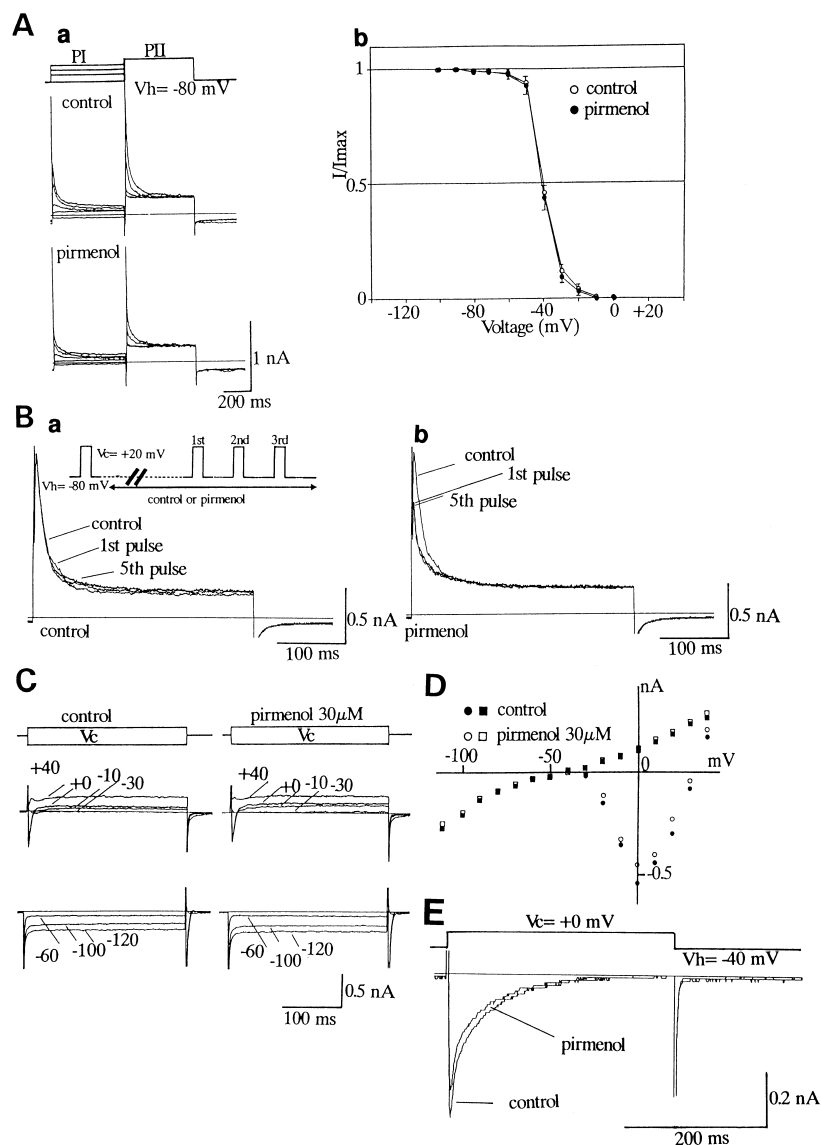 A
a
PI
PII
Vh= -80 mV
control
pirmenol
1 nA
200 ms
b
I/Imax
1
0.5
0
control
pirmenol
-120
-80
-40
0
+20
Voltage (mV)
B
a
Vc= +20 mV
1st
2nd
3rd
Vh= -80 mV
control or pirmenol
control
1st pulse
5th pulse
control
0.5 nA
100 ms
b
control
1st pulse
5th pulse
pirmenol
0.5 nA
100 ms
C
control
Vc
+40
+0
-10
-30
-60
-100
-120
pirmenol 30µM
Vc
+40
+0
-10
-30
-60
-100
-120
0.5 nA
100 ms
D
nA
control
pirmenol 30µM
-100
-50
0
mV
-0.5
E
Vc= +0 mV
Vh= -40 mV
pirmenol
control
0.2 nA
200 ms